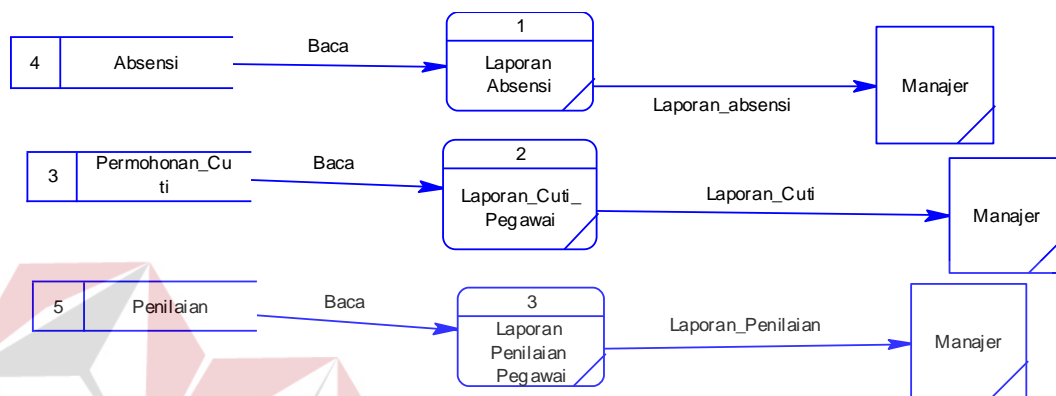 1
Baca
4
Absensi
Laporan
Absensi
Manajer
Laporan_absensi
2
Permohonan_Cu
ti
Baca
3
Laporan_Cuti_
Pegawai
Laporan_Cuti
Manajer
3
Baca
5
Penilaian
Laporan
Penilaian
Pegawai
Laporan_Penilaian
Manajer